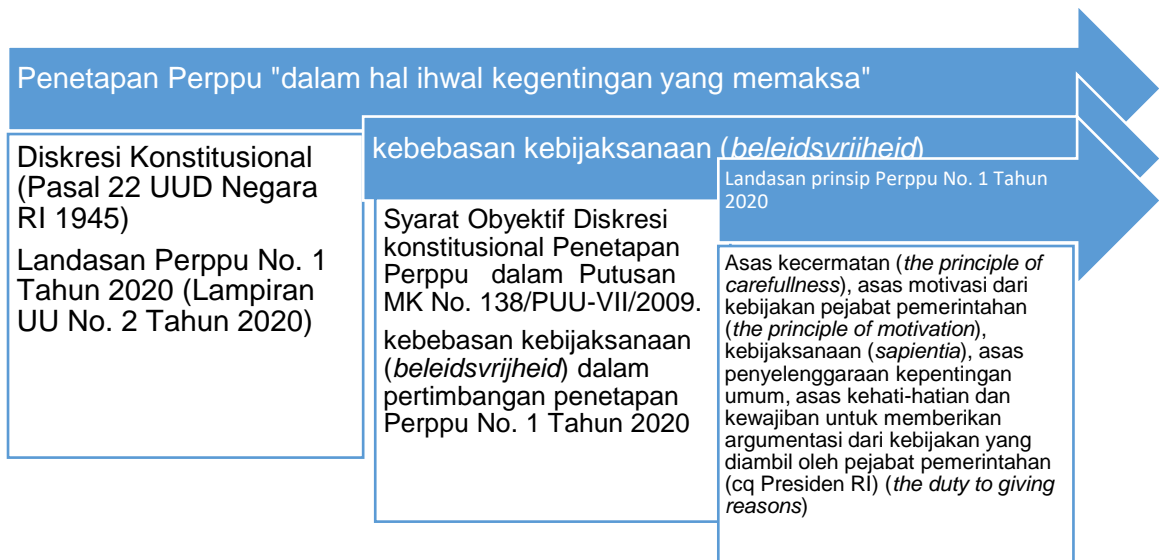 Penetapan Perppu "dalam hal ihwal kegentingan yang memaksa"
Diskresi Konstitusional
(Pasal 22 UUD Negara
RI 1945)
Landasan Perppu No. 1
Tahun 2020 (Lampiran
UU No. 2 Tahun 2020)
kebebasan kebijaksanaan (beleidsvrijheid)
Syarat Obyektif Diskresi
konstitusional Penetapan
Perppu dalam Putusan
MK No. 138/PUU-VII/2009.
kebebasan kebijaksanaan
(beleidsvrijheid) dalam
pertimbangan penetapan
Perppu No. 1 Tahun 2020
Landasan prinsip Perppu No. 1 Tahun
2020
Asas kecermatan (the principle of
carefullness), asas motivasi dari
kebijakan pejabat pemerintahan
(the principle of motivation),
kebijaksanaan (sapientia), asas
penyelenggaraan kepentingan
umum, asas kehati-hatian dan
kewajiban untuk memberikan
argumentasi dari kebijakan yang
diambil oleh pejabat pemerintahan
(cq Presiden RI) (the duty to giving
reasons)